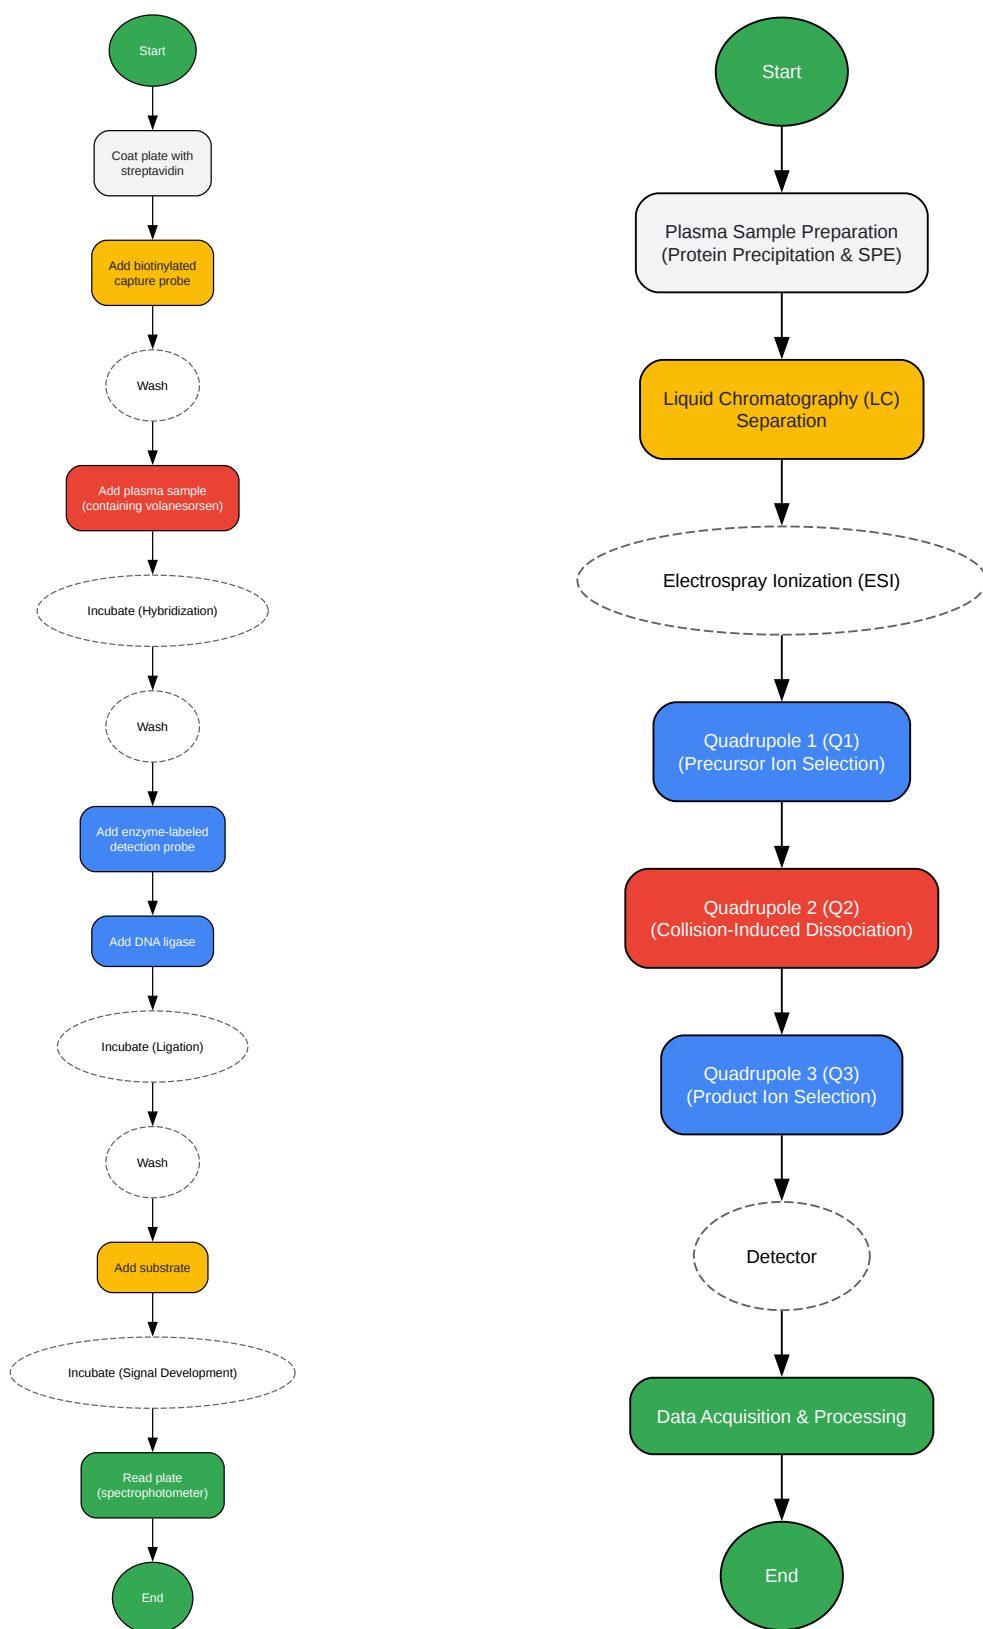 Start
Coat plate with
streptavidin
Add biotinylated
capture probe
Wash
Add plasma sample
(containing volanesorsen)
Incubate (Hybridization)
Wash
Add enzyme-labeled
detection probe
Add DNA ligase
Incubate (Ligation)
Wash
Add substrate
Incubate (Signal Development)
Read plate
(spectrophotometer)
End
Start
Plasma Sample Preparation
(Protein Precipitation & SPE)
Liquid Chromatography (LC)
Separation
Electrospray Ionization (ESI)
Quadrupole 1 (Q1)
(Precursor Ion Selection)
Quadrupole 2 (Q2)
(Collision-Induced Dissociation)
Quadrupole 3 (Q3)
(Product Ion Selection)
Detector
Data Acquisition & Processing
End